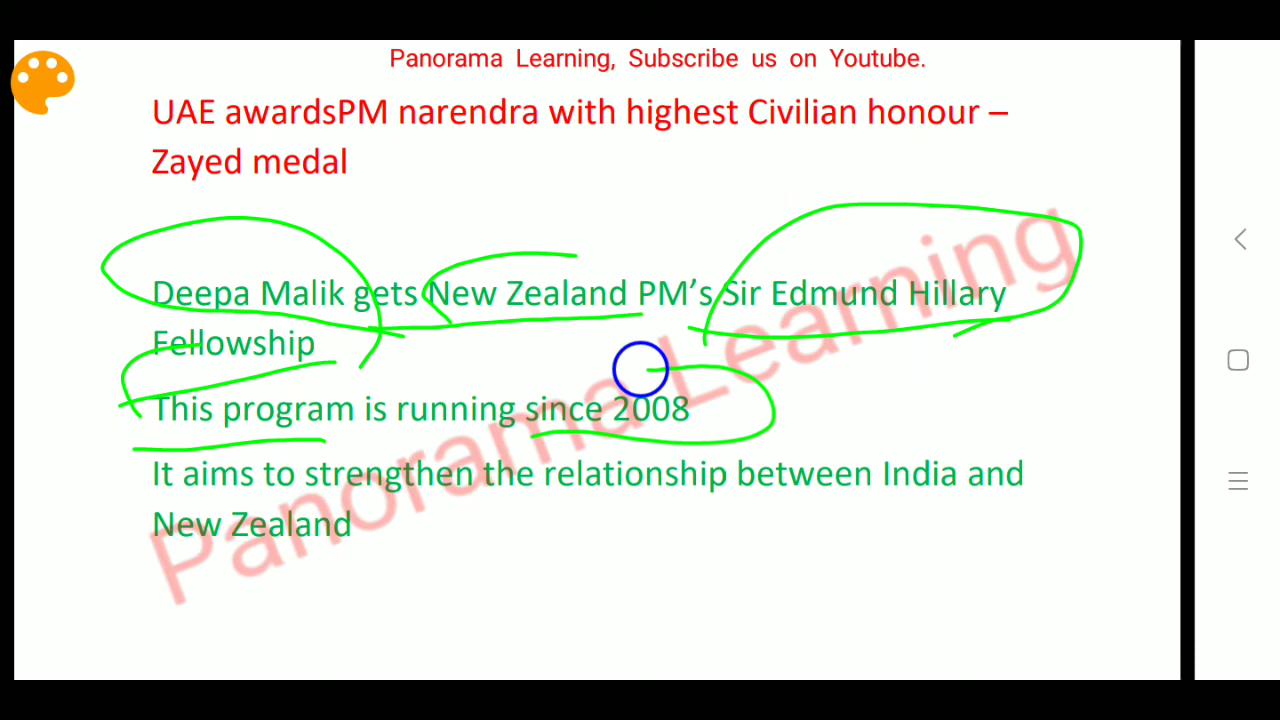 Panorama Learning, Subscribe us on Youtube.
UAE awardsPM narendra with highest Civilian honour –
Zayed medal
Deepa Malik gets New Zealand PM’s Sir Edmund Hillary
Fellowship
This program is running since 2008
It aims to strengthen the relationship between India and
New Zealand
Panorama Learning